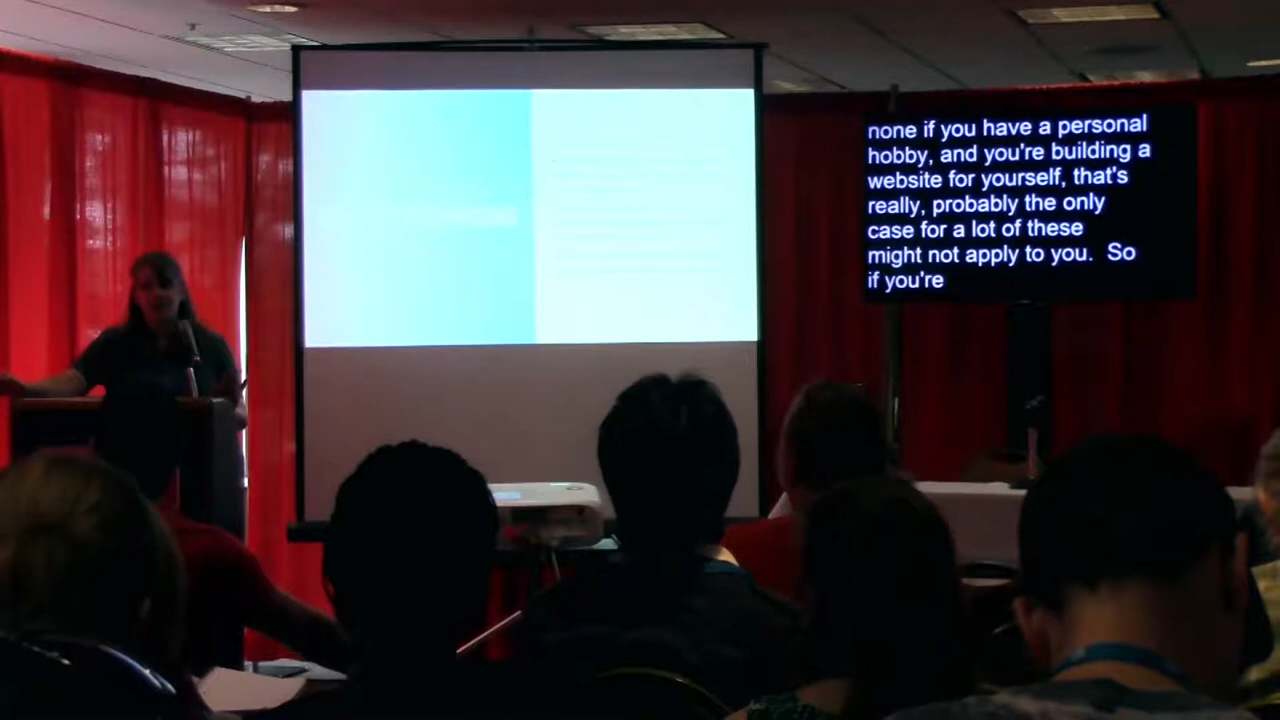 none if you have a personal
hobby, and you're building a
website for yourself, that's
really, probably the only
case for a lot of these
might not apply to you.  So
if you're